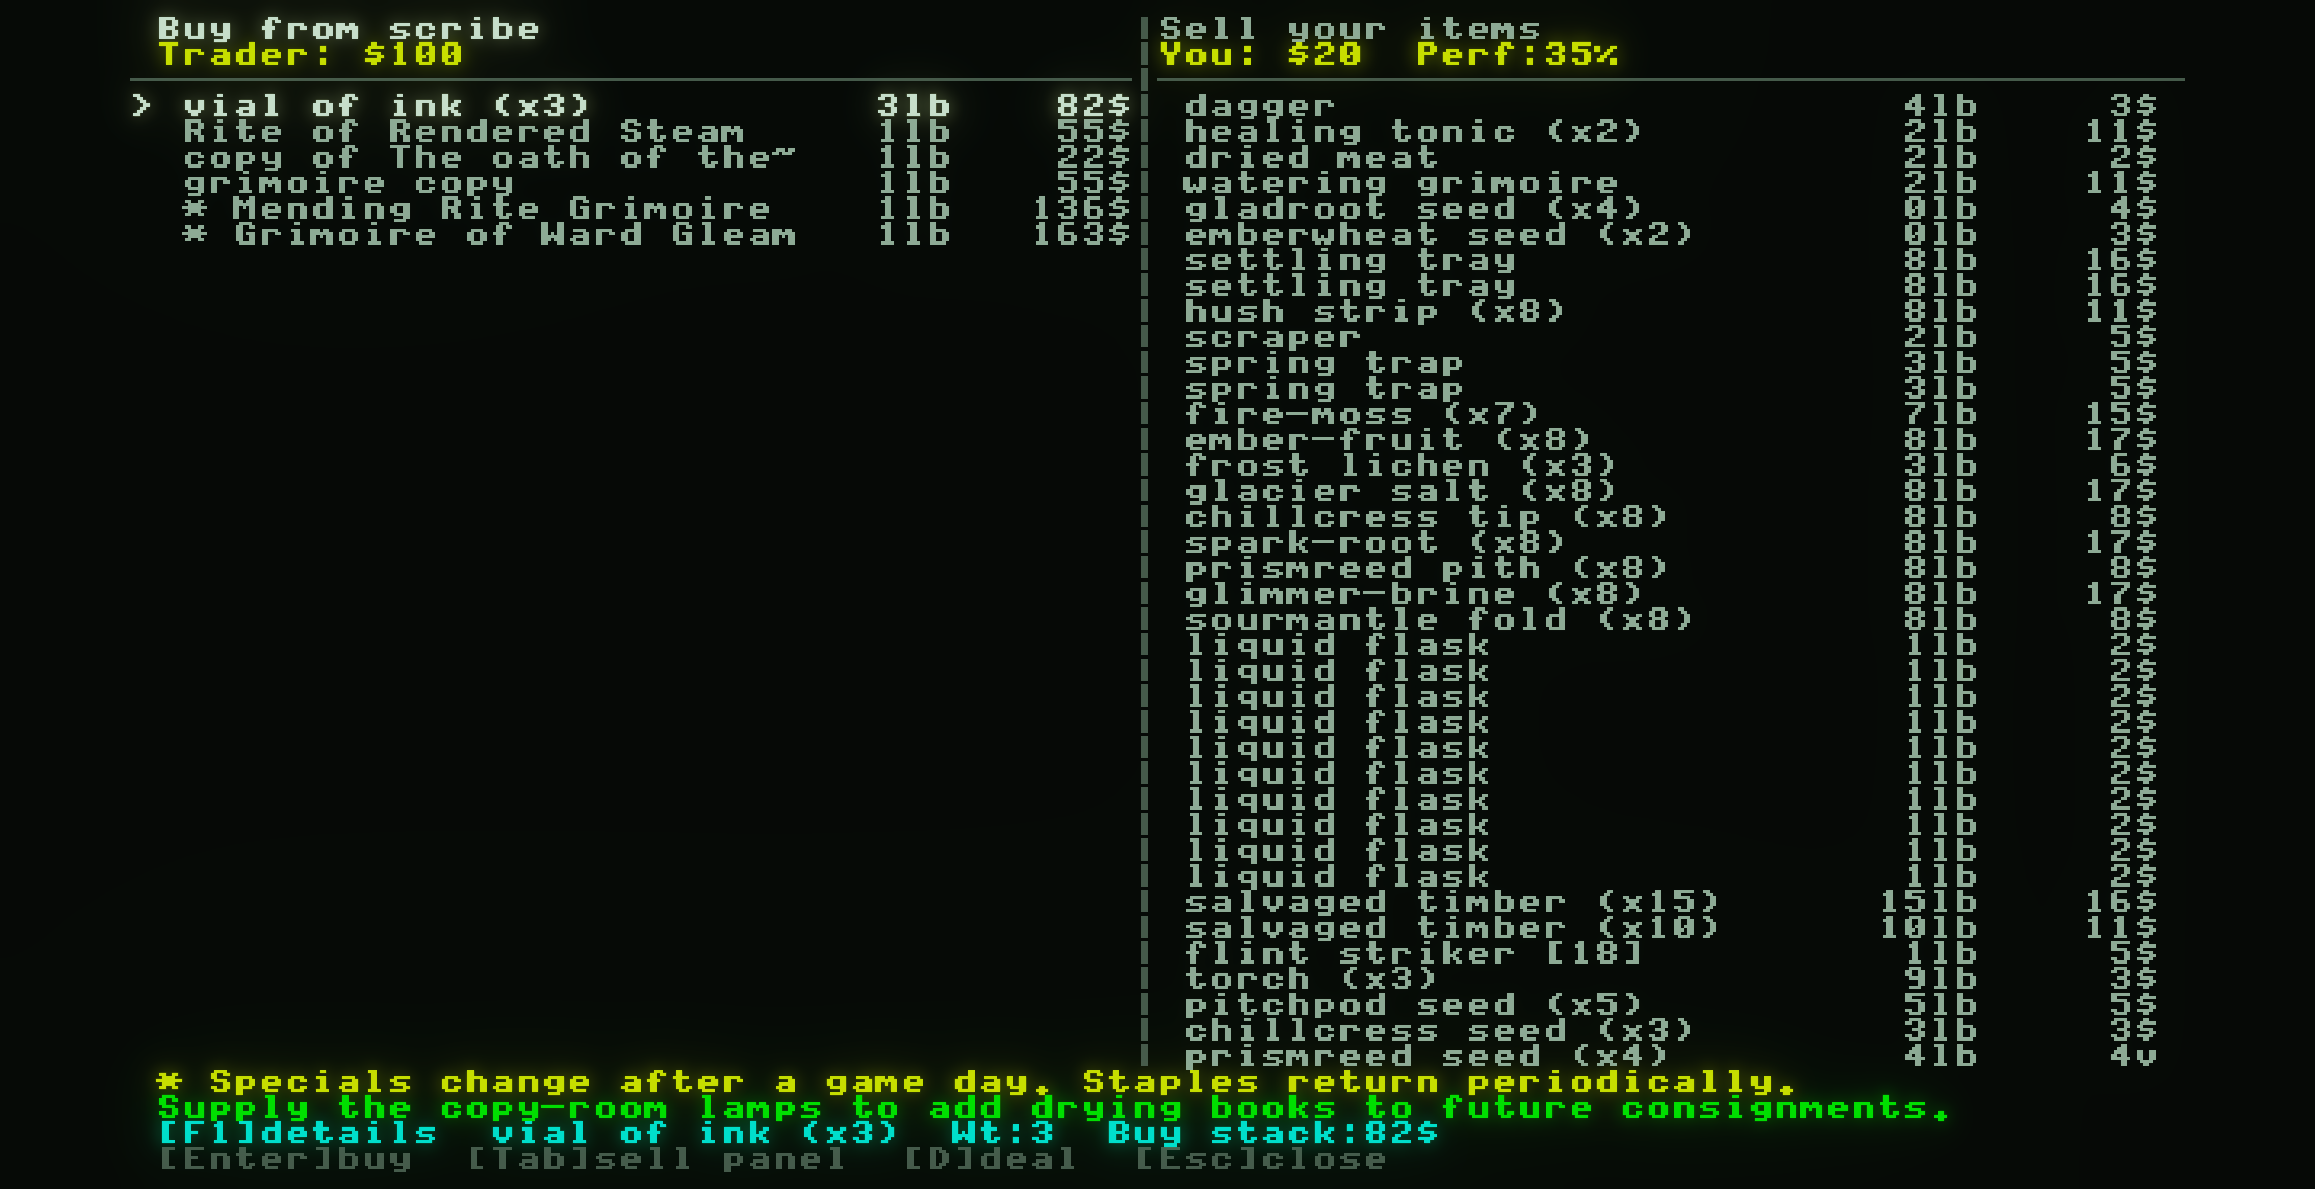 Buy from scribe
Trader: $100
> vial of ink (x3) 3lb 82$
Rite of Rendered Steam 1lb 55$
copy of The oath of the~ 1lb 22$
grimoire copy 1lb 55$
* Mending Rite Grimoire 1lb 136$
* Grimoire of Ward Gleam 1lb 163$
Sell your items
You: $20 Perf:35%
dagger 4lb 3$
healing tonic (x2) 2lb 11$
dried meat 2lb 2$
watering grimoire 2lb 11$
gladroot seed (x4) 0lb 4$
emberwheat seed (x2) 0lb 3$
settling tray 8lb 16$
settling tray 8lb 16$
hush strip (x8) 8lb 11$
scraper 2lb 5$
spring trap 3lb 5$
spring trap 3lb 5$
fire-moss (x7) 7lb 15$
ember-fruit (x8) 8lb 17$
frost lichen (x3) 3lb 6$
glacier salt (x8) 8lb 17$
chillcress tip (x8) 8lb 8$
spark-root (x8) 8lb 17$
prismreed pith (x8) 8lb 8$
glimmer-brine (x8) 8lb 17$
sourmantle fold (x8) 8lb 8$
liquid flask 1lb 2$
liquid flask 1lb 2$
liquid flask 1lb 2$
liquid flask 1lb 2$
liquid flask 1lb 2$
liquid flask 1lb 2$
liquid flask 1lb 2$
liquid flask 1lb 2$
liquid flask 1lb 2$
liquid flask 1lb 2$
salvaged timber (x15) 15lb 16$
salvaged timber (x10) 10lb 11$
flint striker [18] 1lb 5$
torch (x3) 9lb 3$
pitchpod seed (x5) 5lb 5$
chillcress seed (x3) 3lb 3$
prismreed seed (x4) 4lb 4v
* Specials change after a game day. Staples return periodically.
Supply the copy-room lamps to add drying books to future consignments.
[F1]details vial of ink (x3) Wt:3 Buy stack:82$
[Enter]buy [Tab]sell panel [D]deal [Esc]close